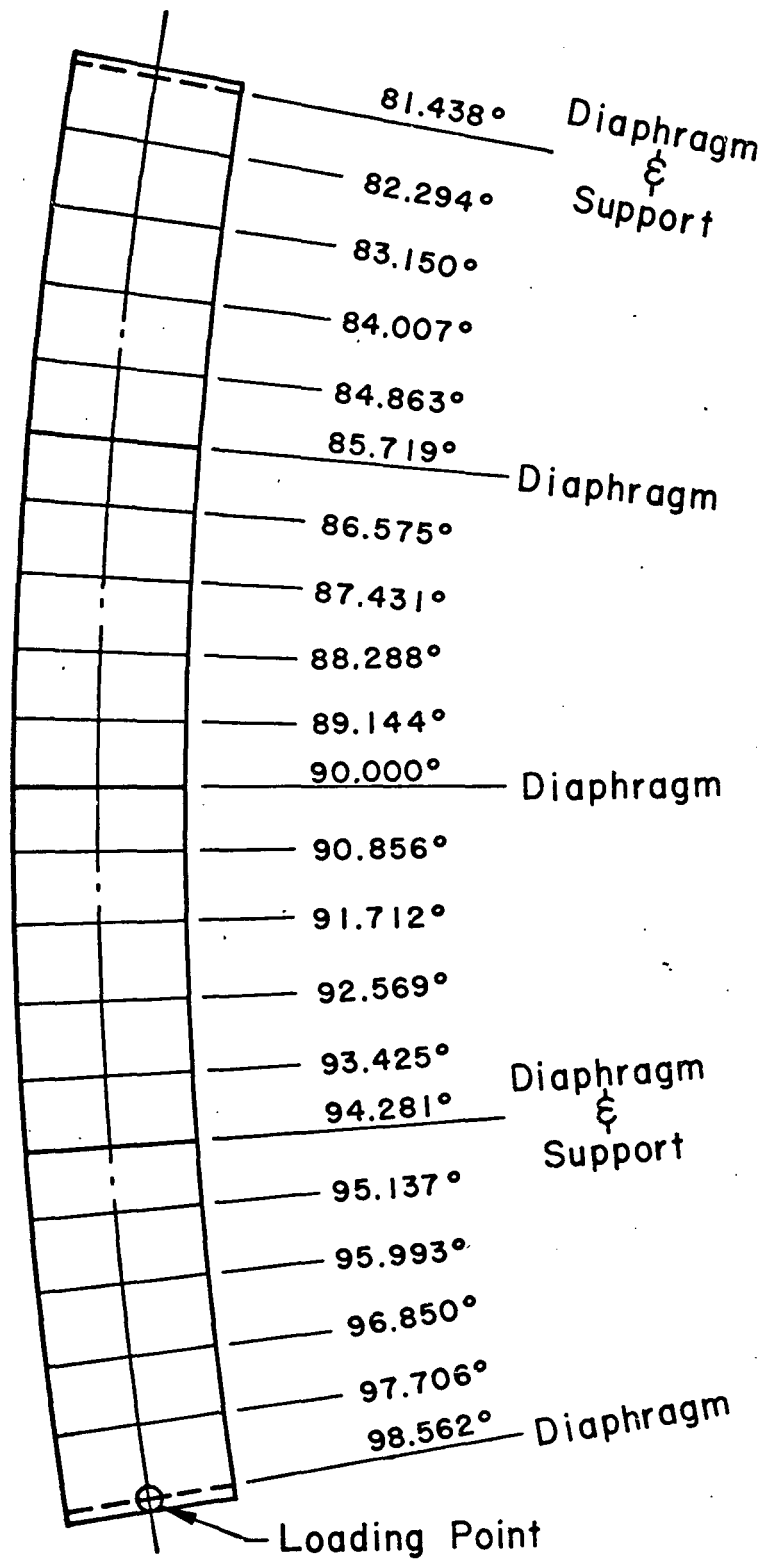 81.438° Diaphragm
&
Support
82.294°
83.150°
84.007°
84.863°
85.719° Diaphragm
86.575°
87.431°
88.288°
89.144°
90.000° Diaphragm
90.856°
91.712°
92.569°
93.425°
94.281° Diaphragm
&
Support
95.137°
95.993°
96.850°
97.706°
98.562° Diaphragm
Loading Point